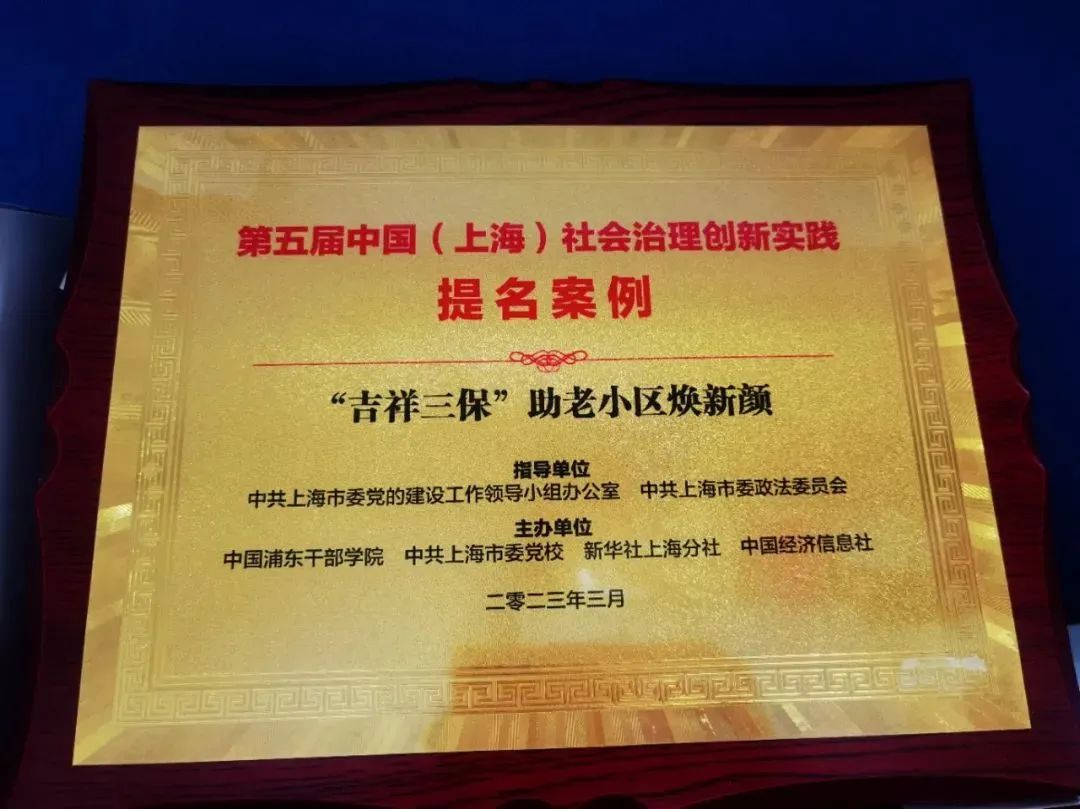 第五届中国（上海）社会治理创新实践
提名案例
“吉祥三保”助老小区焕新颜
指导单位
中共上海市委党的建设工作领导小组办公室 中共上海市委政法委员会
主办单位
中国浦东干部学院 中共上海市委党校 新华社上海分社 中国经济信息社
二零二三年三月